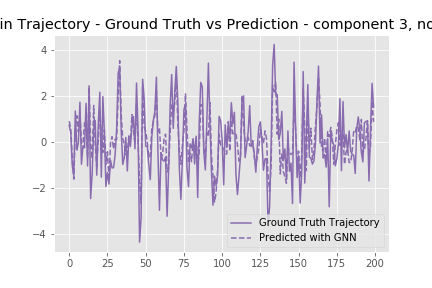 in Trajectory - Ground Truth vs Prediction - component 3, no
4
2
0
−2
−4
0 25 50 75 100 125 150 175 200
Ground Truth Trajectory
Predicted with GNN